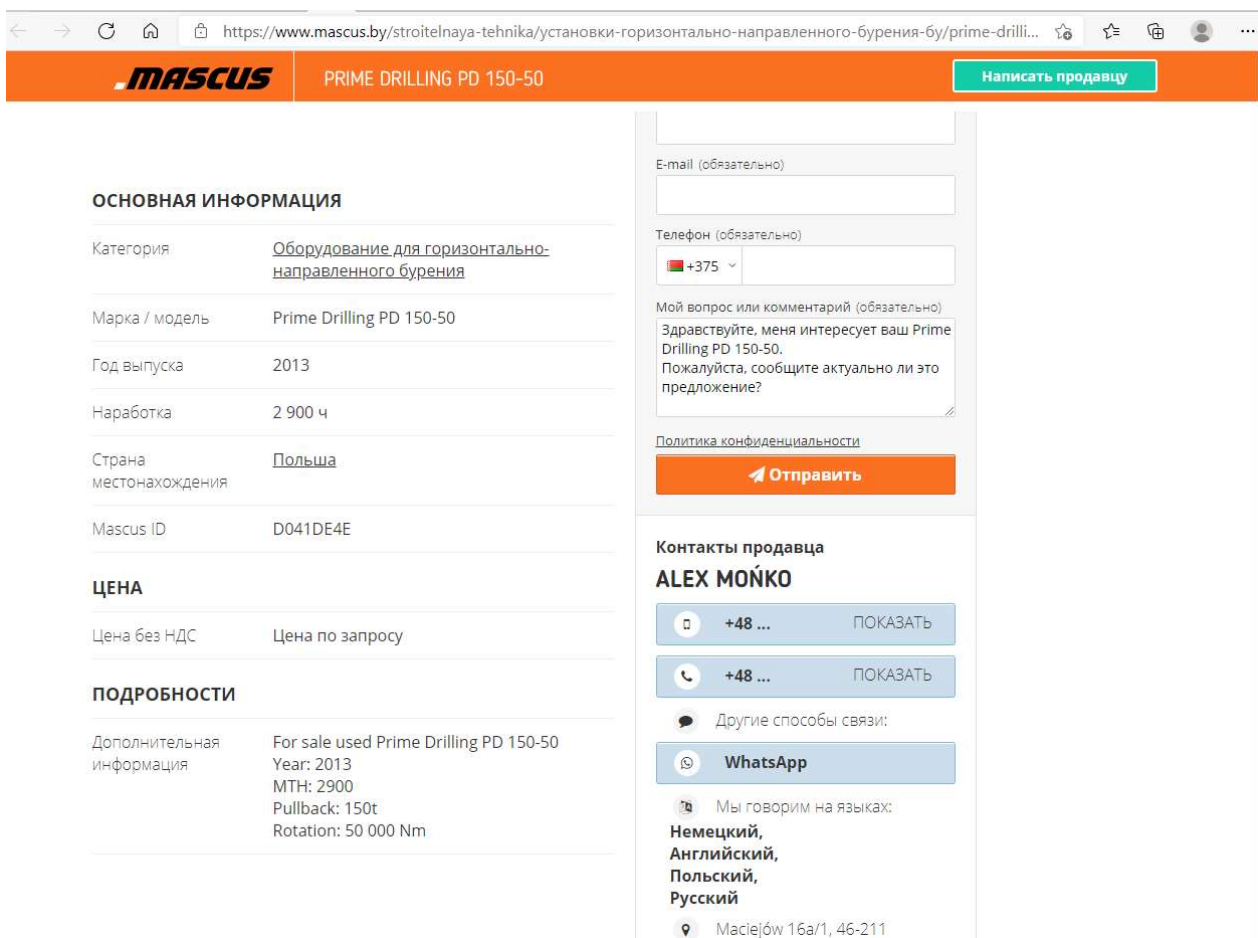 https://www.mascus.by/stroitelnaya-tehnika/установки-горизонтально-направленного-бурения-бу/prime-drilli...
.MASCUS
PRIME DRILLING PD 150-50
Написать продавцу
ОСНОВНАЯ ИНФОРМАЦИЯ
Категория
Оборудование для горизонтально-
направленного бурения
Марка / модель
Prime Drilling PD 150-50
Год выпуска
2013
Наработка
2 900 ч
Страна
местонахождения
Польша
Mascus ID
D041DE4E
ЦЕНА
Цена без НДС
Цена по запросу
ПОДРОБНОСТИ
Дополнительная
информация
For sale used Prime Drilling PD 150-50
Year: 2013
MTH: 2900
Pullback: 150t
Rotation: 50 000 Nm
E-mail (обязательно)
Телефон (обязательно)
+375
Мой вопрос или комментарий (обязательно)
Здравствуйте, меня интересует ваш Prime
Drilling PD 150-50.
Пожалуйста, сообщите актуально ли это
предложение?
Политика конфиденциальности
Отправить
Контакты продавца
ALEX MOŃKO
+48 ... ПОКАЗАТЬ
+48 ... ПОКАЗАТЬ
Другие способы связи:
WhatsApp
Мы говорим на языках:
Немецкий,
Английский,
Польский,
Русский
Maciejów 16a/1, 46-211